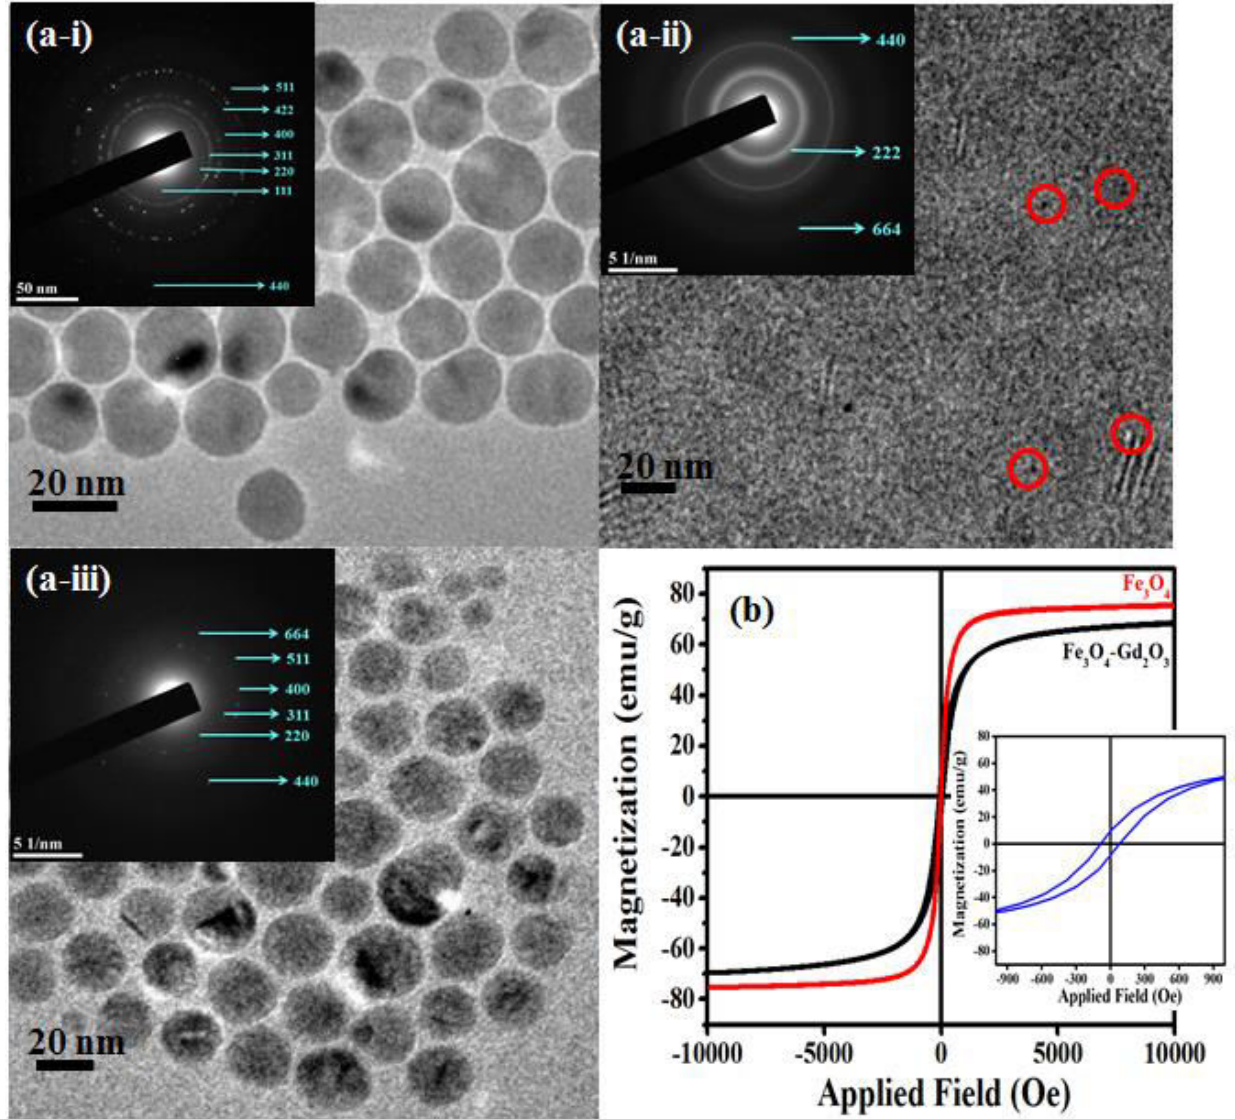 (a-i)
511
422
400
311
220
111
440
50 nm
20 nm
(a-ii)
440
222
664
5 1/nm
20 nm
(a-iii)
664
511
400
311
220
440
5 1/nm
20 nm
(b)
Fe₃O₄
Fe₃O₄-Gd₂O₃
Magnetization (emu/g)
80
60
40
20
0
-20
-40
-60
-80
-10000 -5000 0 5000 10000
Applied Field (Oe)
Magnetization (emu/g)
80
60
40
20
0
-20
-40
-60
-80
-900 -600 -300 0 300 600 900
Applied Field (Oe)